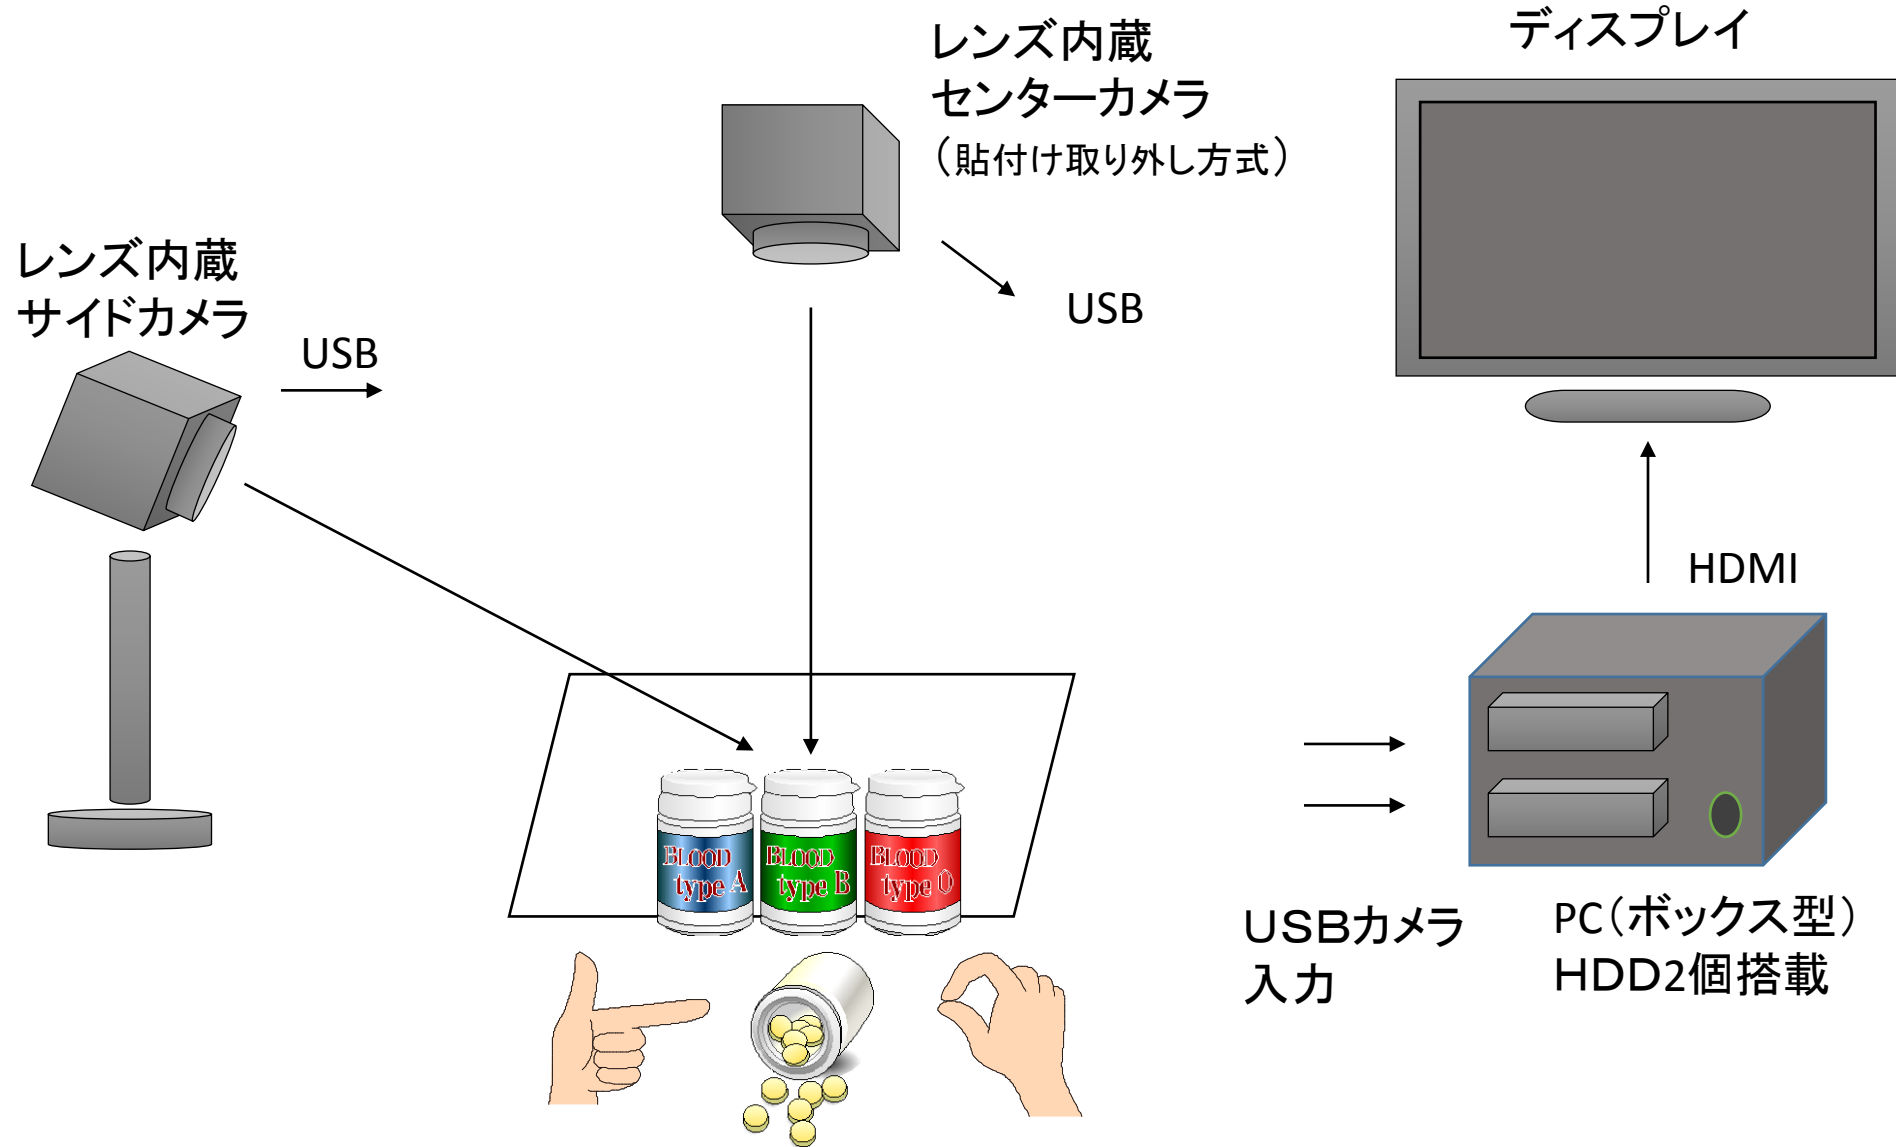 レンズ内蔵
センターカメラ
（貼付け取り外し方式）
ディスプレイ
レンズ内蔵
サイドカメラ
USB
USB
HDMI
BLOOD
type A
BLOOD
type B
BLOOD
type O
ＵＳＢカメラ
入力
PC（ボックス型）
ＨＤＤ2個搭載